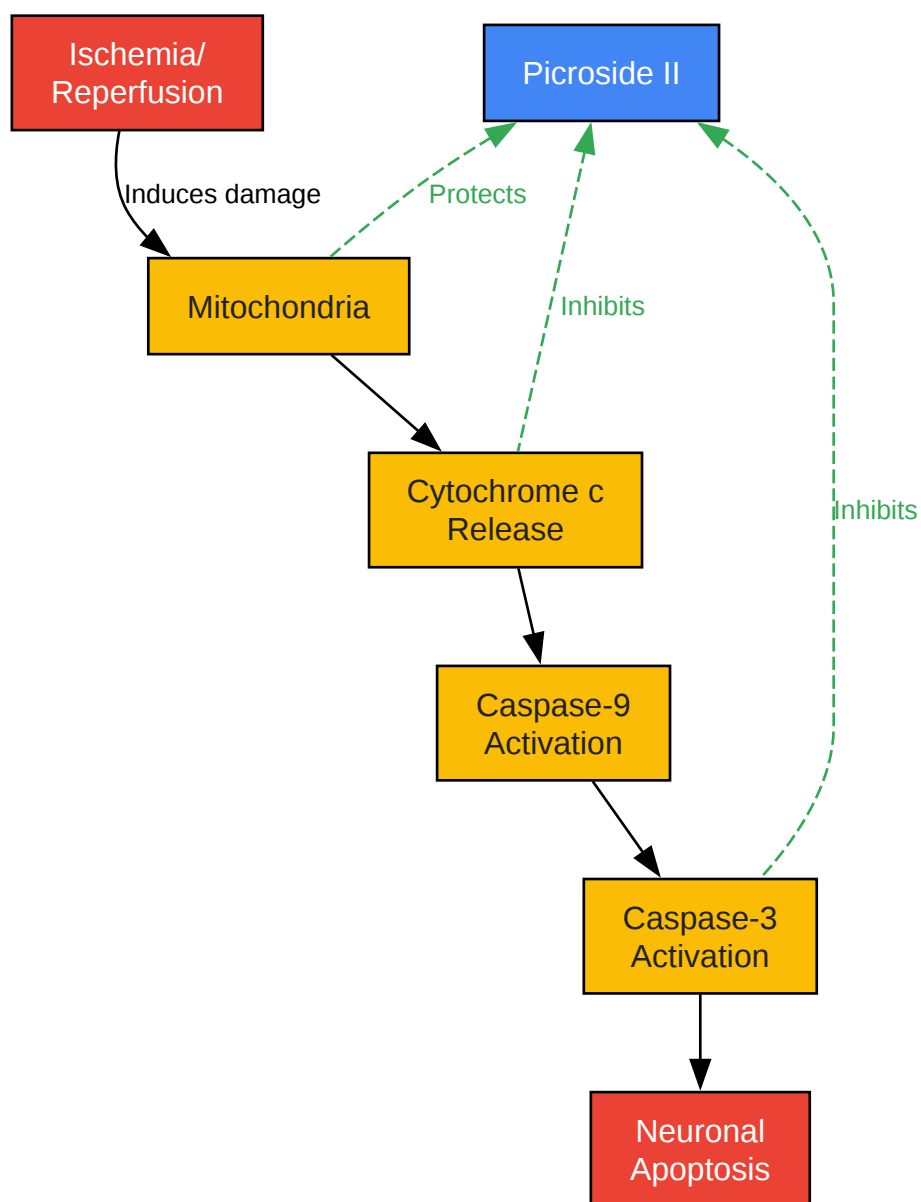 Ischemia/
Reperfusion
Picroside II
Induces damage
Protects
Mitochondria
Inhibits
Cytochrome c
Release
Inhibits
Caspase-9
Activation
Caspase-3
Activation
Neuronal
Apoptosis